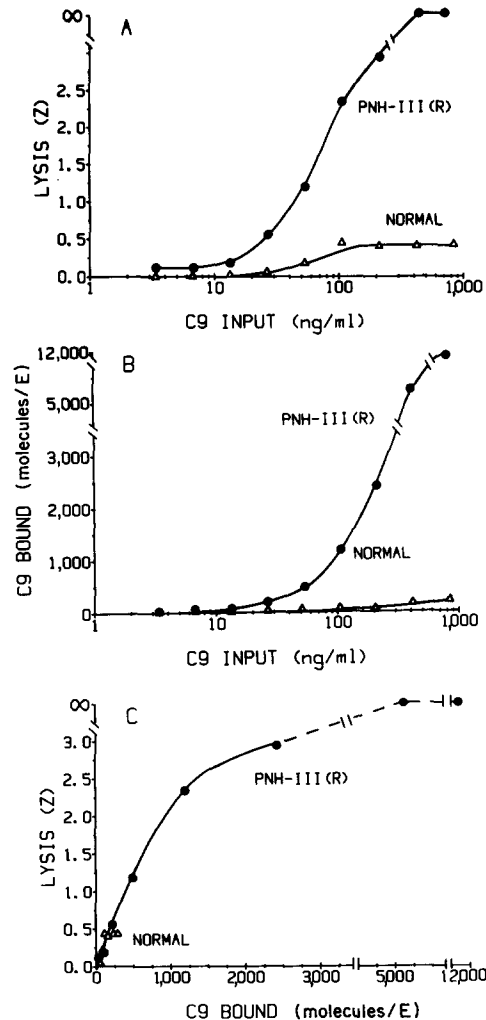 A
LYSIS (Z)
∞
2.5
2.0
1.5
1.0
0.5
0.0
PNH-III(R)
NORMAL
1
10
100
1,000
C9 INPUT (ng/ml)
B
C9 BOUND (molecules/E)
12,000
5,000
3,000
2,000
1,000
0
PNH-III(R)
NORMAL
1
10
100
1,000
C9 INPUT (ng/ml)
C
LYSIS (Z)
∞
3.0
2.5
2.0
1.5
1.0
0.5
0.0
PNH-III(R)
NORMAL
0
1,000
2,000
3,000
5,000
12,000
C9 BOUND (molecules/E)